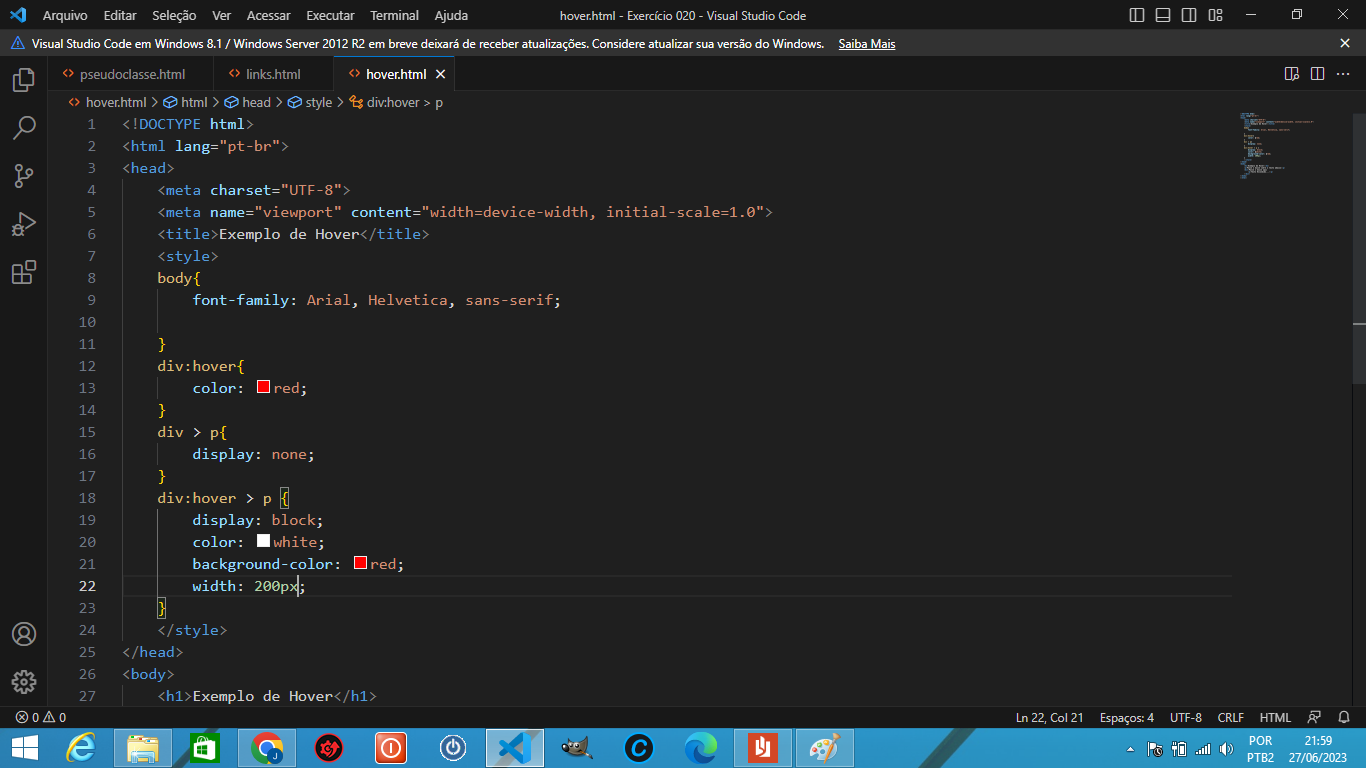 Arquivo Editar Seleção Ver Acessar Executar Terminal Ajuda hover.html - Exercício 020 - Visual Studio Code
Visual Studio Code em Windows 8.1 / Windows Server 2012 R2 em breve deixará de receber atualizações. Considere atualizar sua versão do Windows. Saiba Mais
pseudoclasse.html links.html hover.html
hover.html > html > head > style > div:hover > p
1 <!DOCTYPE html>
2 <html lang="pt-br">
3 <head>
4 <meta charset="UTF-8">
5 <meta name="viewport" content="width=device-width, initial-scale=1.0">
6 <title>Exemplo de Hover</title>
7 <style>
8 body{
9 font-family: Arial, Helvetica, sans-serif;
10
11 }
12 div:hover{
13 color: red;
14 }
15 div > p{
16 display: none;
17 }
18 div:hover > p {
19 display: block;
20 color: white;
21 background-color: red;
22 width: 200px;
23 }
24 </style>
25 </head>
26 <body>
27 <h1>Exemplo de Hover</h1>
0 0 Ln 22, Col 21 Espaços: 4 UTF-8 CRLF HTML
POR 21:59
PTB2 27/06/2023